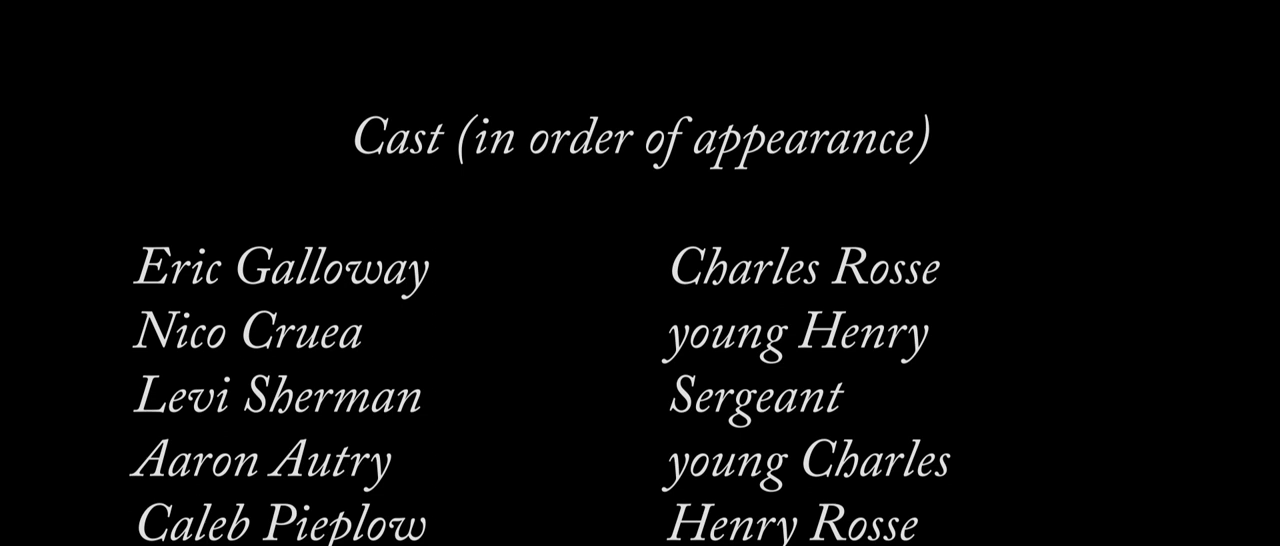 Cast (in order of appearance)
Eric Galloway Charles Rosse
Nico Cruea young Henry
Levi Sherman Sergeant
Aaron Autry young Charles
Caleb Pieplow Henry Rosse